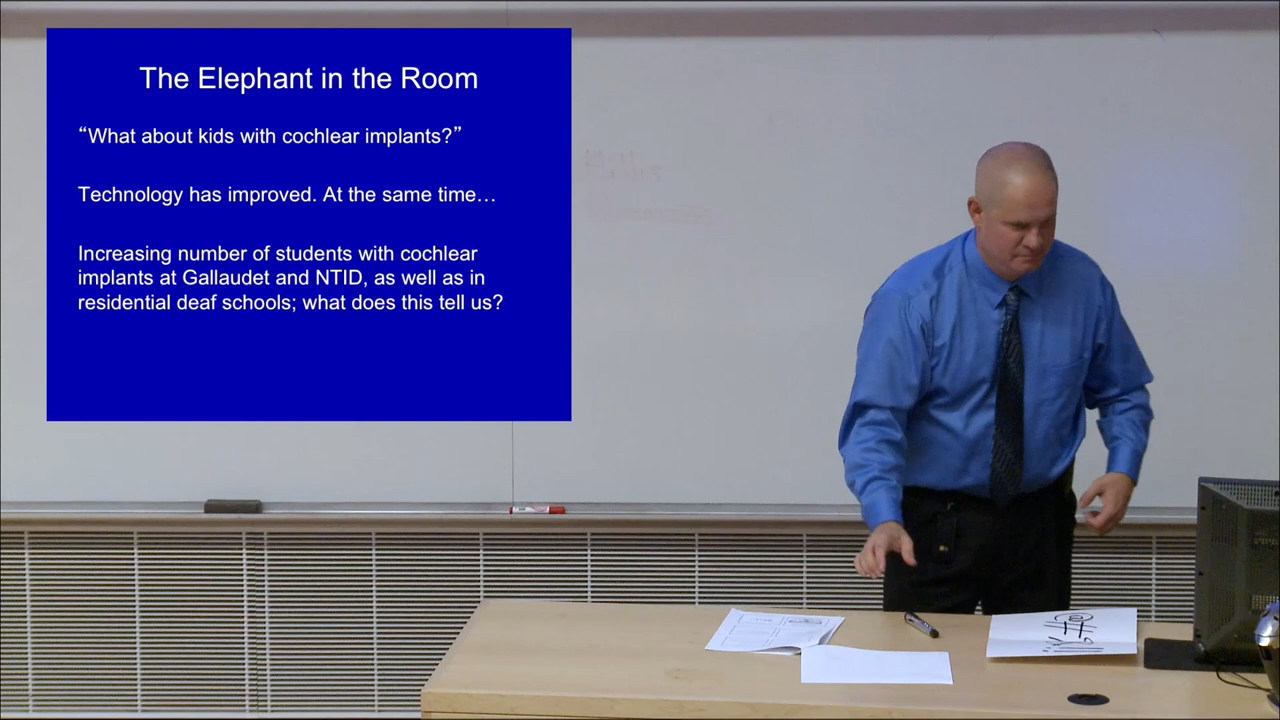 The Elephant in the Room
“What about kids with cochlear implants?”
Technology has improved. At the same time…
Increasing number of students with cochlear
implants at Gallaudet and NTID, as well as in
residential deaf schools; what does this tell us?